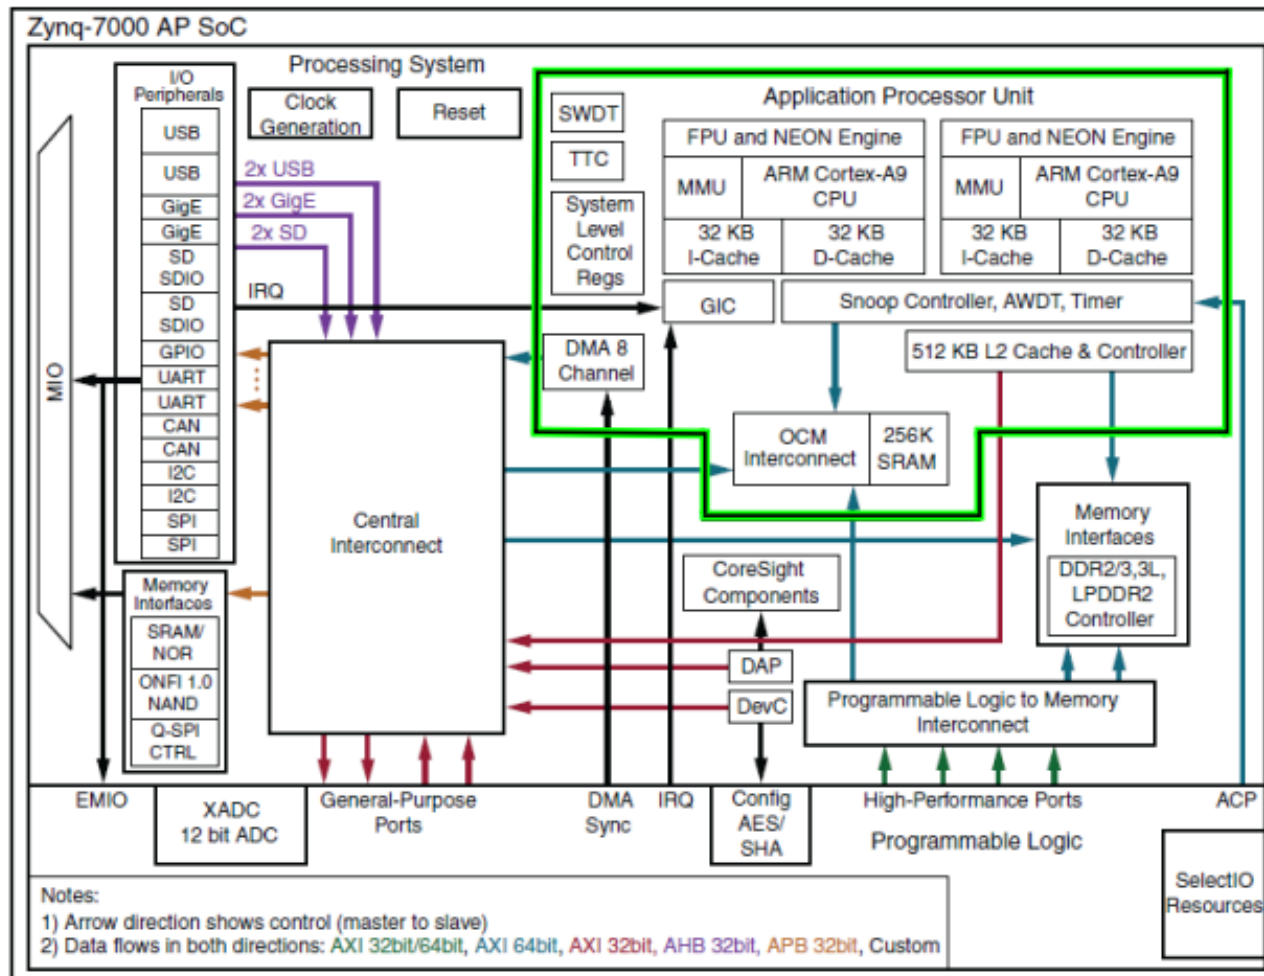 Zynq-7000 AP SoC
Processing System
I/O
Peripherals
USB
USB
GigE
GigE
SD
SDIO
SD
SDIO
GPIO
UART
UART
CAN
CAN
I2C
I2C
SPI
SPI
MIO
Clock
Generation
Reset
2x USB
2x GigE
2x SD
IRQ
SWDT
TTC
System
Level
Control
Regs
Application Processor Unit
FPU and NEON Engine
MMU
ARM Cortex-A9
CPU
32 KB
I-Cache
32 KB
D-Cache
FPU and NEON Engine
MMU
ARM Cortex-A9
CPU
32 KB
I-Cache
32 KB
D-Cache
GIC
Snoop Controller, AWDT, Timer
DMA 8
Channel
512 KB L2 Cache & Controller
OCM
Interconnect
256K
SRAM
Central
Interconnect
Memory
Interfaces
DDR2/3,3L,
LPDDR2
Controller
CoreSight
Components
DAP
DevC
Programmable Logic to Memory
Interconnect
Memory
Interfaces
SRAM/
NOR
ONFI 1.0
NAND
Q-SPI
CTRL
EMIO
XADC
12 bit ADC
General-Purpose
Ports
DMA
Sync
IRQ
Config
AES/
SHA
High-Performance Ports
ACP
Programmable Logic
SelectIO
Resources
Notes:
1) Arrow direction shows control (master to slave)
2) Data flows in both directions: AXI 32bit/64bit, AXI 64bit, AXI 32bit, AHB 32bit, APB 32bit, Custom